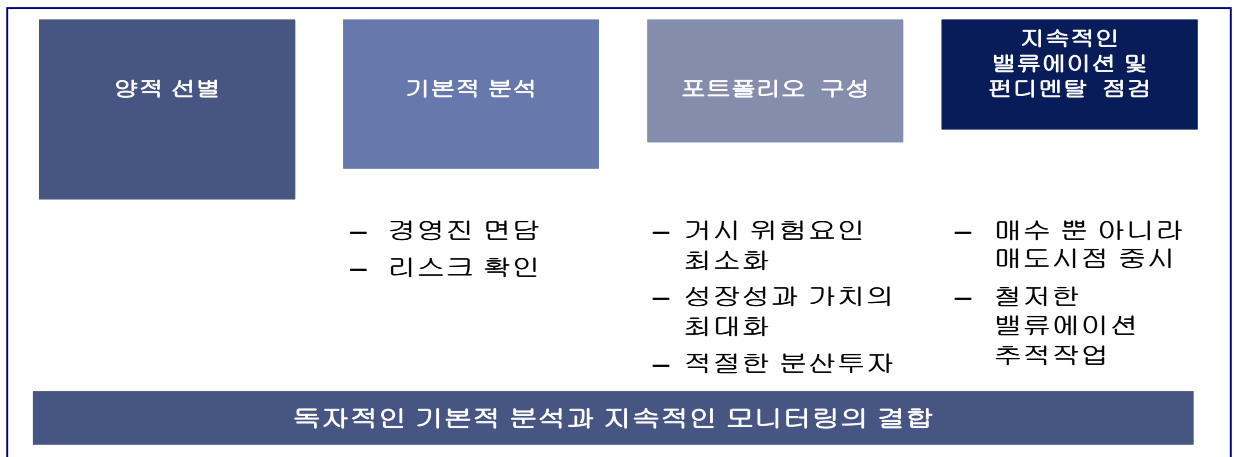 양적 선별
기본적 분석
포트폴리오 구성
지속적인
밸류에이션 및
펀디멘탈 점검
– 경영진 면담
– 리스크 확인
– 거시 위험요인
최소화
– 성장성과 가치의
최대화
– 적절한 분산투자
– 매수 뿐 아니라
매도시점 중시
– 철저한
밸류에이션
추적작업
독자적인 기본적 분석과 지속적인 모니터링의 결합